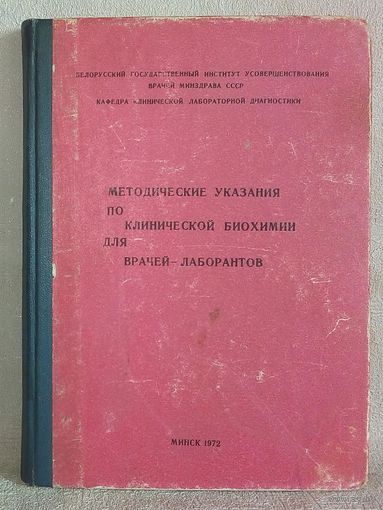 БЕЛОРУССКИЙ ГОСУДАРСТВЕННЫЙ ИНСТИТУТ УСОВЕРШЕНСТВОВАНИЯ
ВРАЧЕЙ МИНЗДРАВА СССР
КАФЕДРА КЛИНИЧЕСКОЙ ЛАБОРАТОРНОЙ ДИАГНОСТИКИ
МЕТОДИЧЕСКИЕ УКАЗАНИЯ
ПО
КЛИНИЧЕСКОЙ БИОХИМИИ
ДЛЯ
ВРАЧЕЙ-ЛАБОРАНТОВ
МИНСК 1972